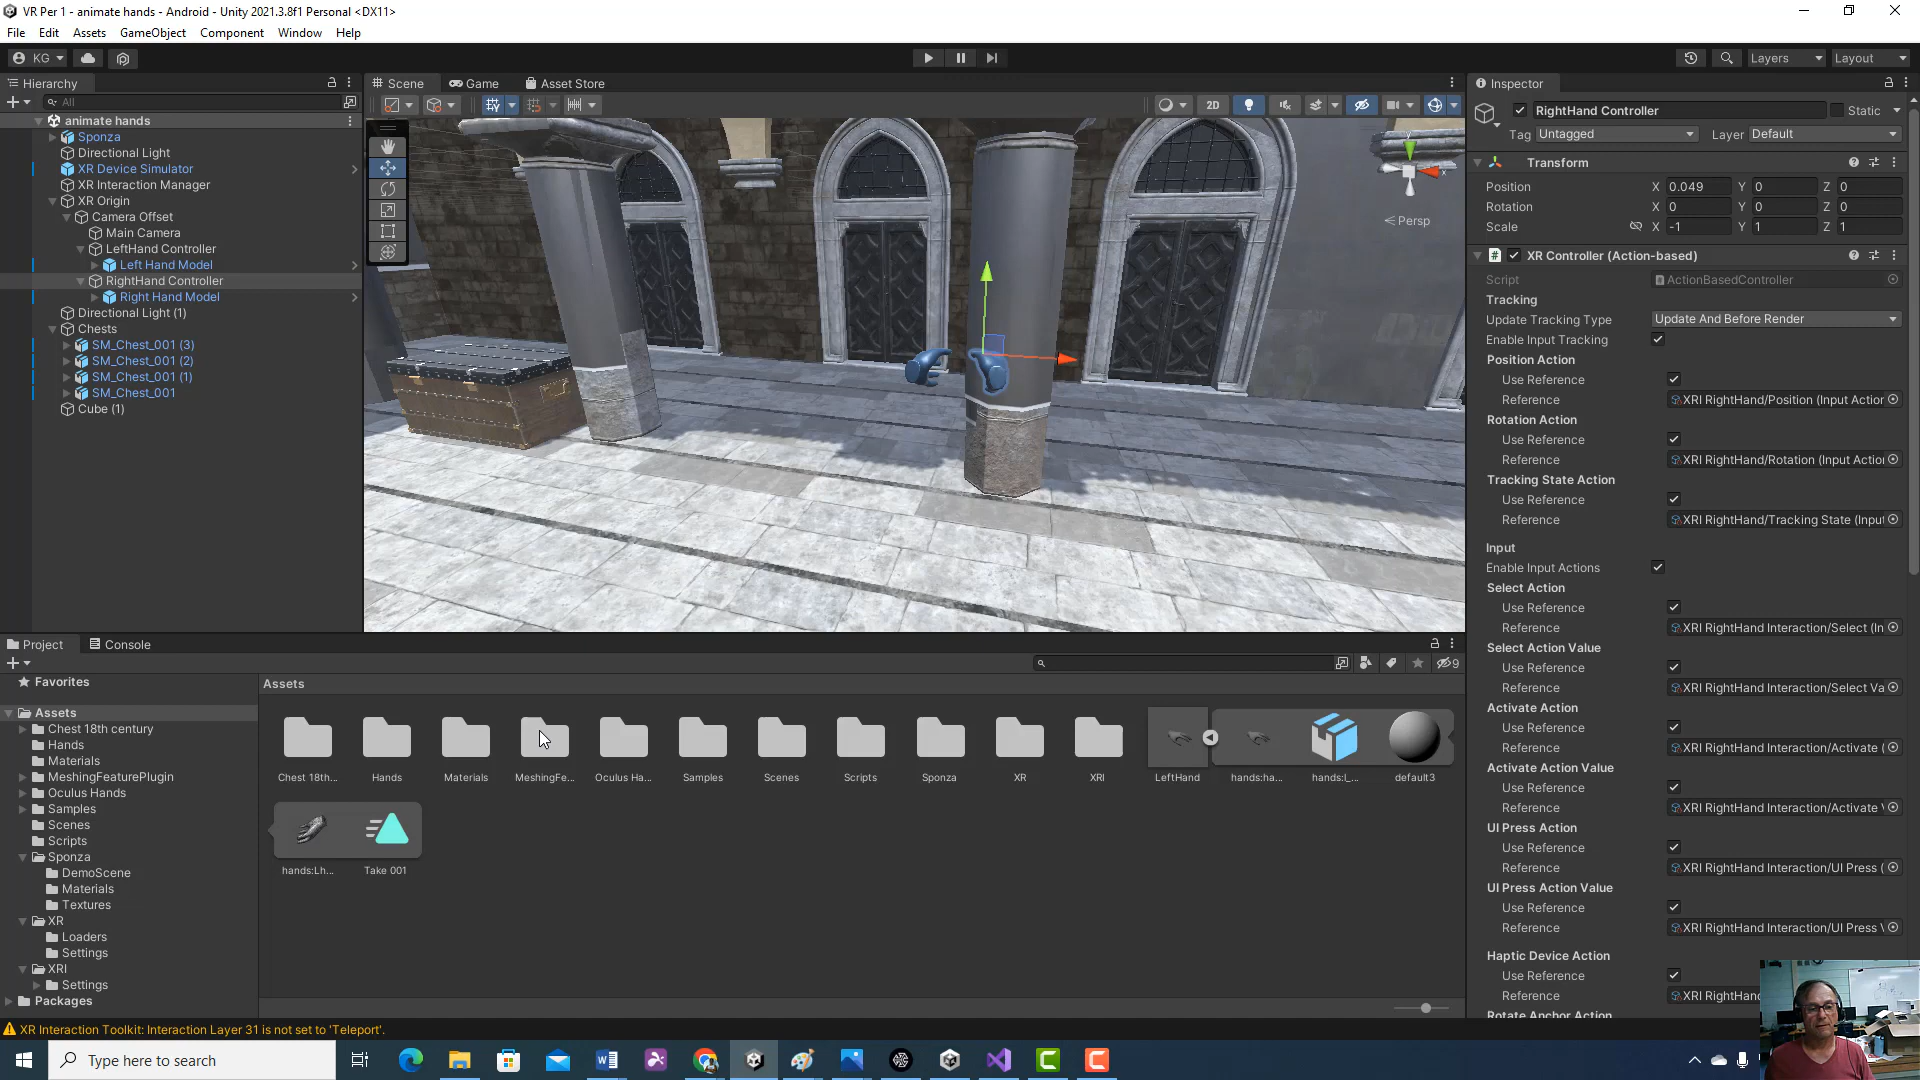 VR Per 1 - animate hands - Android - Unity 2021.3.8f1 Personal <DX11>
File Edit Assets GameObject Component Window Help
KG Layers Layout
Hierarchy
All
animate hands
Sponza
Directional Light
XR Device Simulator
XR Interaction Manager
XR Origin
Camera Offset
Main Camera
LeftHand Controller
Left Hand Model
RightHand Controller
Right Hand Model
Directional Light (1)
Chests
SM_Chest_001 (3)
SM_Chest_001 (2)
SM_Chest_001 (1)
SM_Chest_001
Cube (1)
Scene Game Asset Store
2D
y
Persp
Inspector
RightHand Controller Static
Tag Untagged Layer Default
Transform
Position X 0.049 Y 0 Z 0
Rotation X 0 Y 0 Z 0
Scale X -1 Y 1 Z 1
# XR Controller (Action-based)
Script ActionBasedController
Tracking
Update Tracking Type Update And Before Render
Enable Input Tracking
Position Action
Use Reference
Reference XRI RightHand/Position (Input Action
Rotation Action
Use Reference
Reference XRI RightHand/Rotation (Input Actio
Tracking State Action
Use Reference
Reference XRI RightHand/Tracking State (Input
Input
Enable Input Actions
Select Action
Use Reference
Reference XRI RightHand Interaction/Select (In
Select Action Value
Use Reference
Reference XRI RightHand Interaction/Select Va
Activate Action
Use Reference
Reference XRI RightHand Interaction/Activate (
Activate Action Value
Use Reference
Reference XRI RightHand Interaction/Activate
UI Press Action
Use Reference
Reference XRI RightHand Interaction/UI Press (
UI Press Action Value
Use Reference
Reference XRI RightHand Interaction/UI Press
Haptic Device Action
Use Reference
Reference XRI RightHand
Rotate Anchor Action
Project Console
9
Favorites
Assets
Chest 18th century
Hands
Materials
MeshingFeaturePlugin
Oculus Hands
Samples
Scenes
Scripts
Sponza
DemoScene
Materials
Textures
XR
Loaders
Settings
XRI
Settings
Packages
Assets
Chest 18th... Hands Materials MeshingFe... Oculus Ha... Samples Scenes Scripts Sponza XR XRI LeftHand hands:ha... hands:l_... default3
hands:Lh... Take 001
XR Interaction Toolkit: Interaction Layer 31 is not set to 'Teleport'.
Type here to search